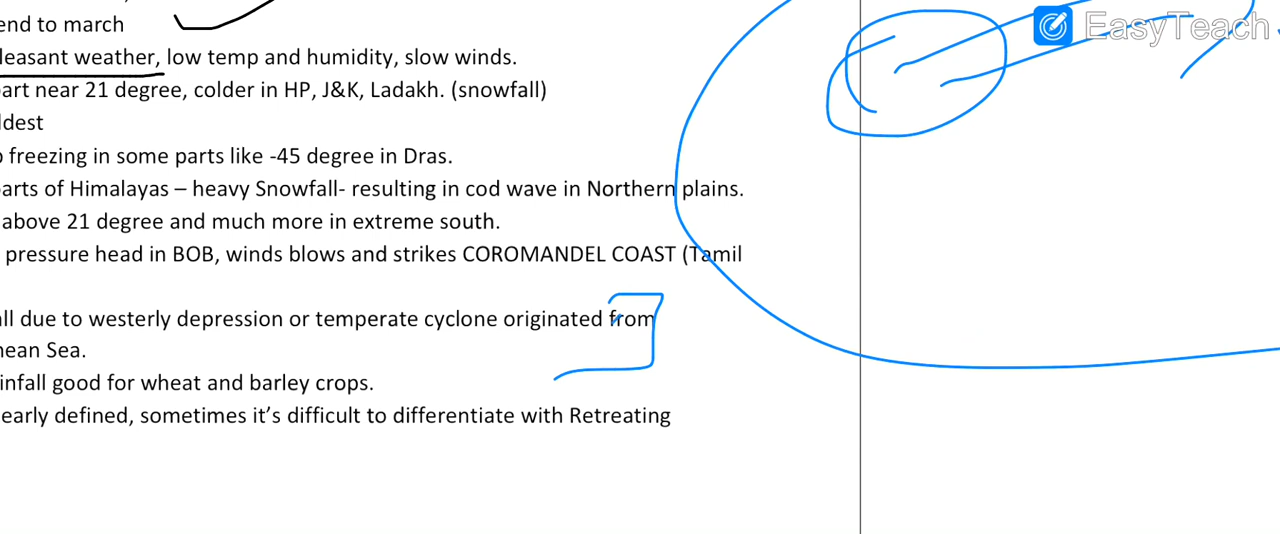 end to march
leasant weather, low temp and humidity, slow winds.
art near 21 degree, colder in HP, J&K, Ladakh. (snowfall)
ldest
freezing in some parts like -45 degree in Dras.
arts of Himalayas – heavy Snowfall- resulting in cod wave in Northern plains.
above 21 degree and much more in extreme south.
pressure head in BOB, winds blows and strikes COROMANDEL COAST (Tamil
ll due to westerly depression or temperate cyclone originated from
nean Sea.
infall good for wheat and barley crops.
early defined, sometimes it's difficult to differentiate with Retreating
EasyTeach